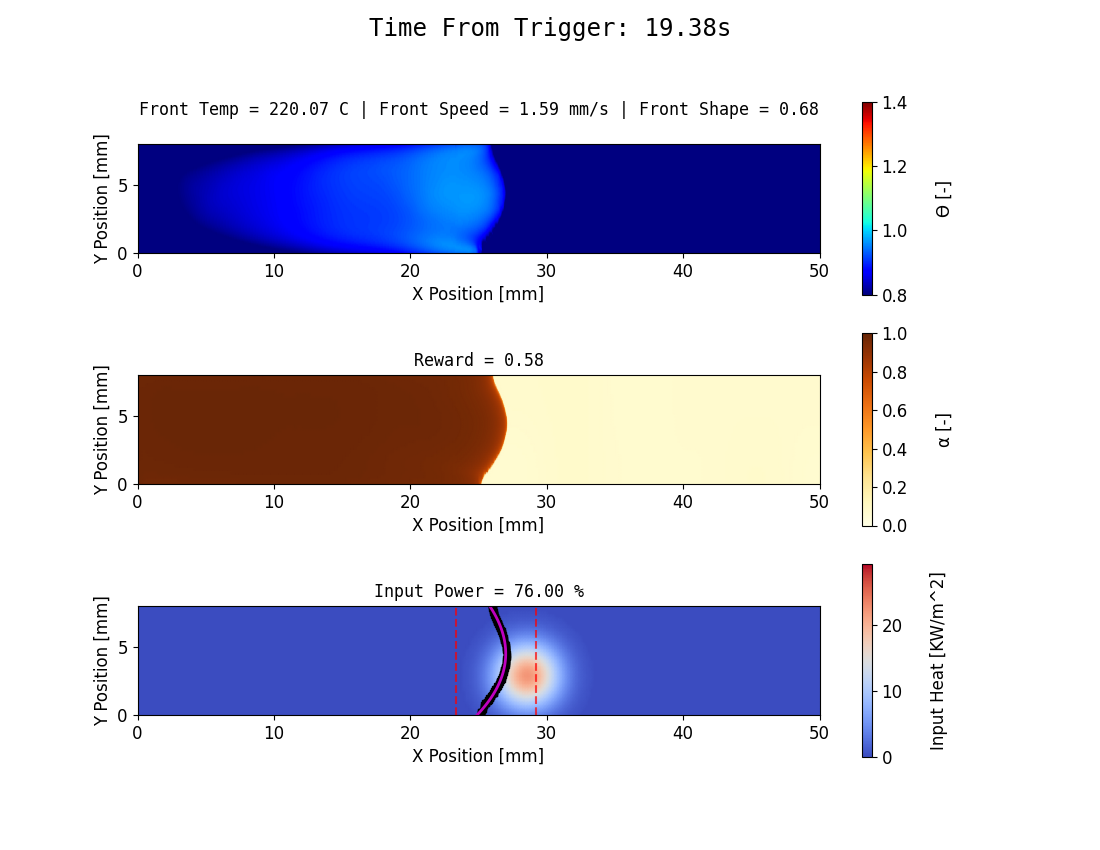 Time From Trigger: 19.38s
Front Temp = 220.07 C | Front Speed = 1.59 mm/s | Front Shape = 0.68
Y Position [mm]
5
0
0 10 20 30 40 50
X Position [mm]
1.4
1.2
1.0
0.8
Θ [-]
Reward = 0.58
Y Position [mm]
5
0
0 10 20 30 40 50
X Position [mm]
1.0
0.8
0.6
0.4
0.2
0.0
α [-]
Input Power = 76.00 %
Y Position [mm]
5
0
0 10 20 30 40 50
X Position [mm]
20
10
0
Input Heat [KW/m^2]